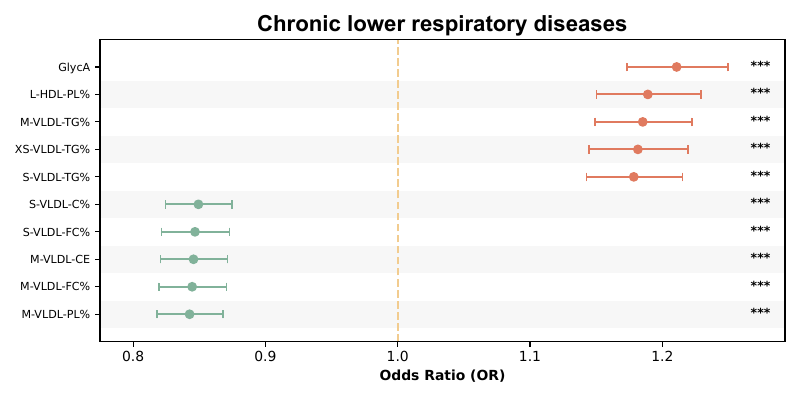 Chronic lower respiratory diseases
GlycA ***
L-HDL-PL% ***
M-VLDL-TG% ***
XS-VLDL-TG% ***
S-VLDL-TG% ***
S-VLDL-C% ***
S-VLDL-FC% ***
M-VLDL-CE ***
M-VLDL-FC% ***
M-VLDL-PL% ***
0.8 0.9 1.0 1.1 1.2
Odds Ratio (OR)